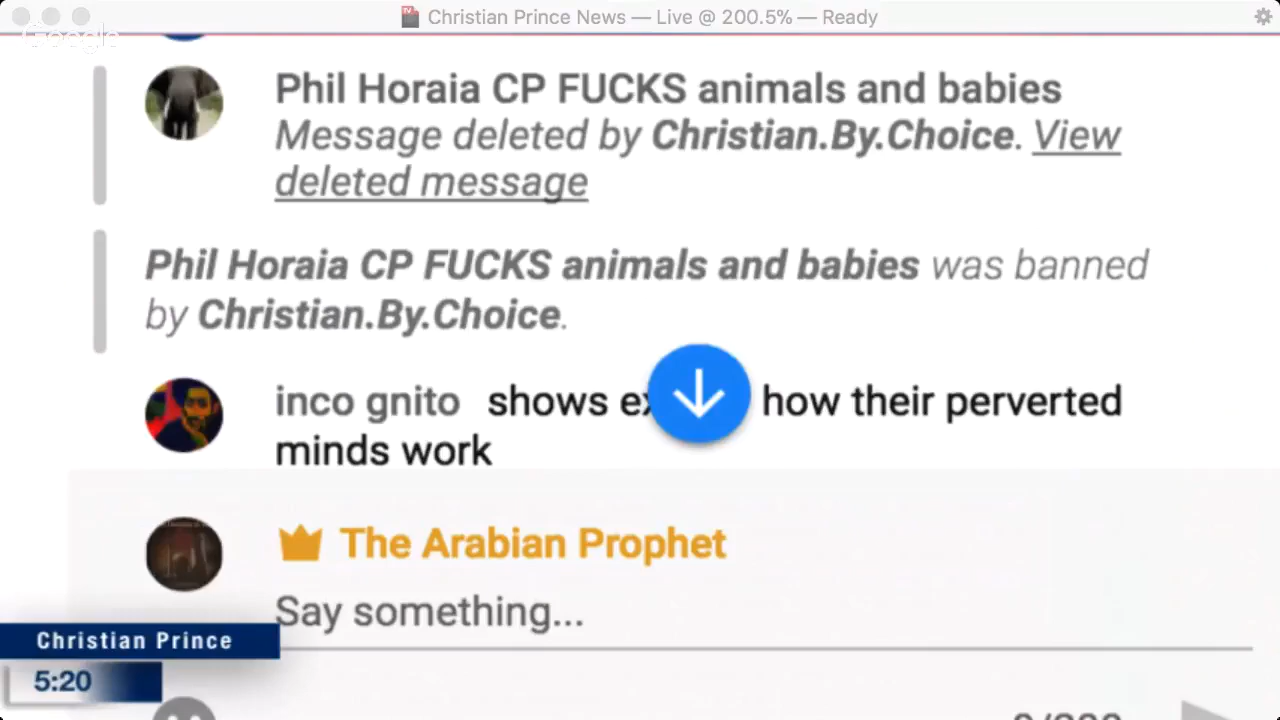 Christian Prince News — Live @ 200.5% — Ready
Google
Phil Horaia CP FUCKS animals and babies
Message deleted by Christian.By.Choice. View
deleted message
Phil Horaia CP FUCKS animals and babies was banned
by Christian.By.Choice.
inco gnito shows how their perverted
minds work
The Arabian Prophet
Say something...
Christian Prince
5:20